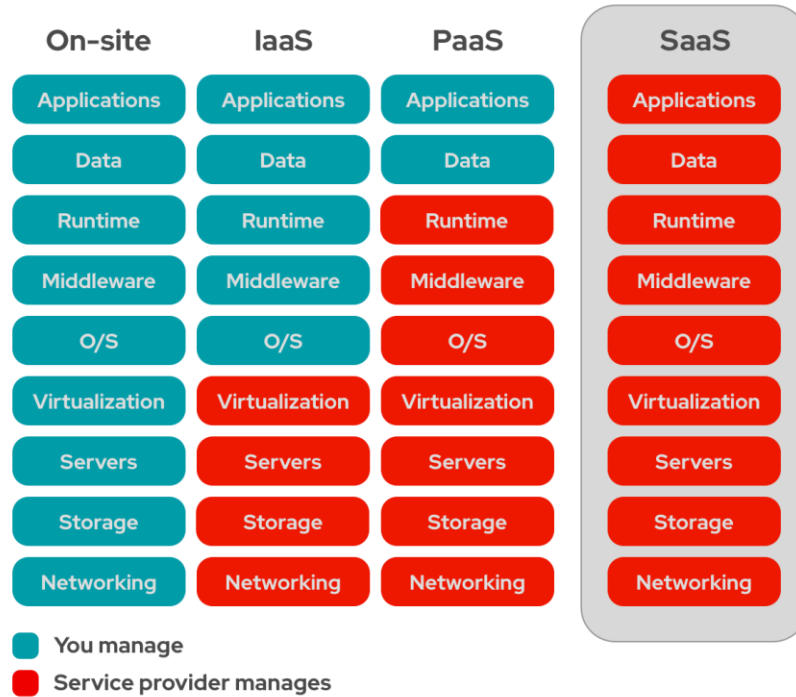 On-site IaaS PaaS SaaS
Applications Applications Applications Applications
Data Data Data Data
Runtime Runtime Runtime Runtime
Middleware Middleware Middleware Middleware
O/S O/S O/S O/S
Virtualization Virtualization Virtualization Virtualization
Servers Servers Servers Servers
Storage Storage Storage Storage
Networking Networking Networking Networking
You manage
Service provider manages